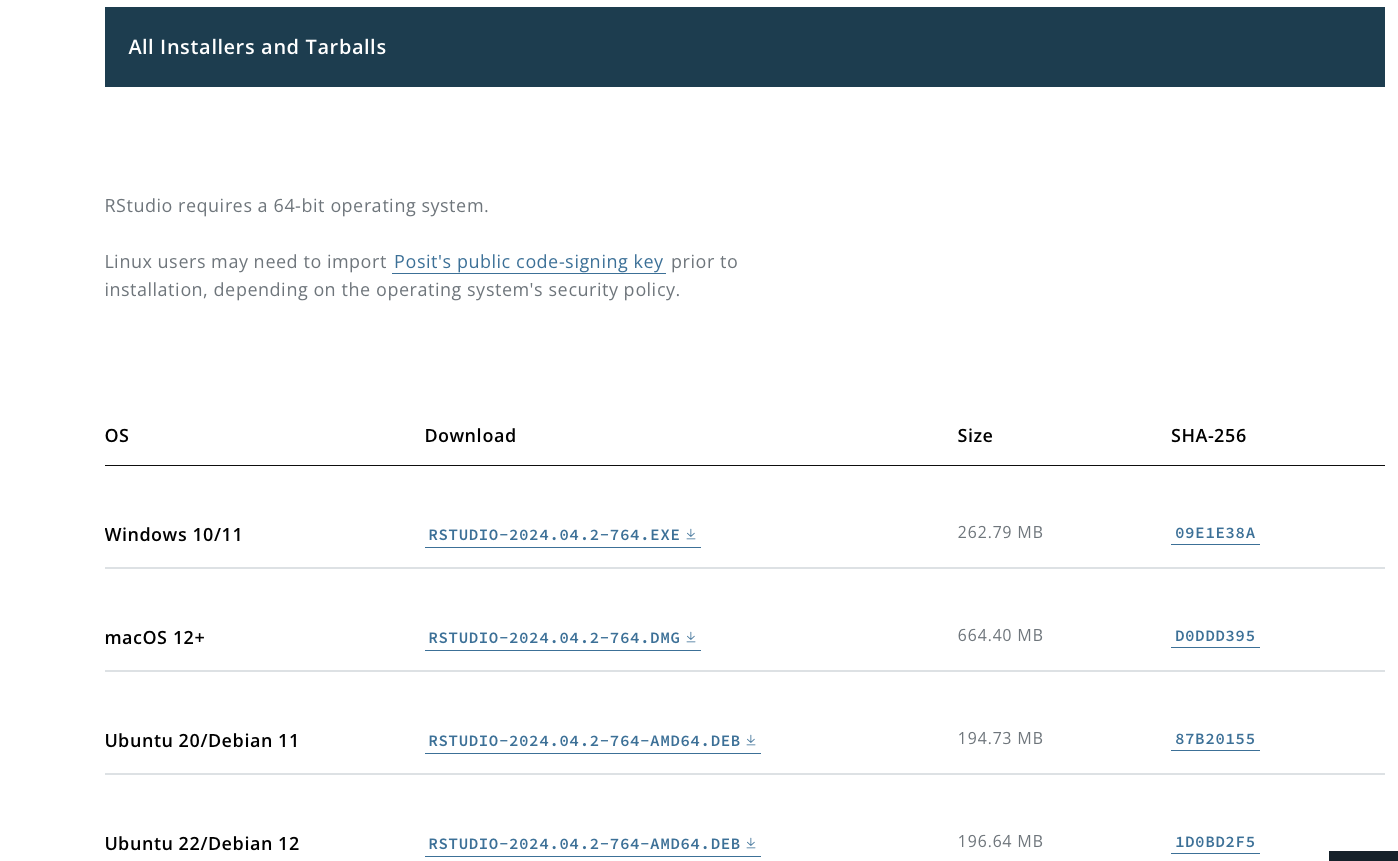 All Installers and Tarballs
RStudio requires a 64-bit operating system.
Linux users may need to import Posit's public code-signing key prior to
installation, depending on the operating system's security policy.
OS Download Size SHA-256
Windows 10/11 RSTUDIO-2024.04.2-764.EXE 262.79 MB 09E1E38A
macOS 12+ RSTUDIO-2024.04.2-764.DMG 664.40 MB D0DDD395
Ubuntu 20/Debian 11 RSTUDIO-2024.04.2-764-AMD64.DEB 194.73 MB 87B20155
Ubuntu 22/Debian 12 RSTUDIO-2024.04.2-764-AMD64.DEB 196.64 MB 1D0BD2F5